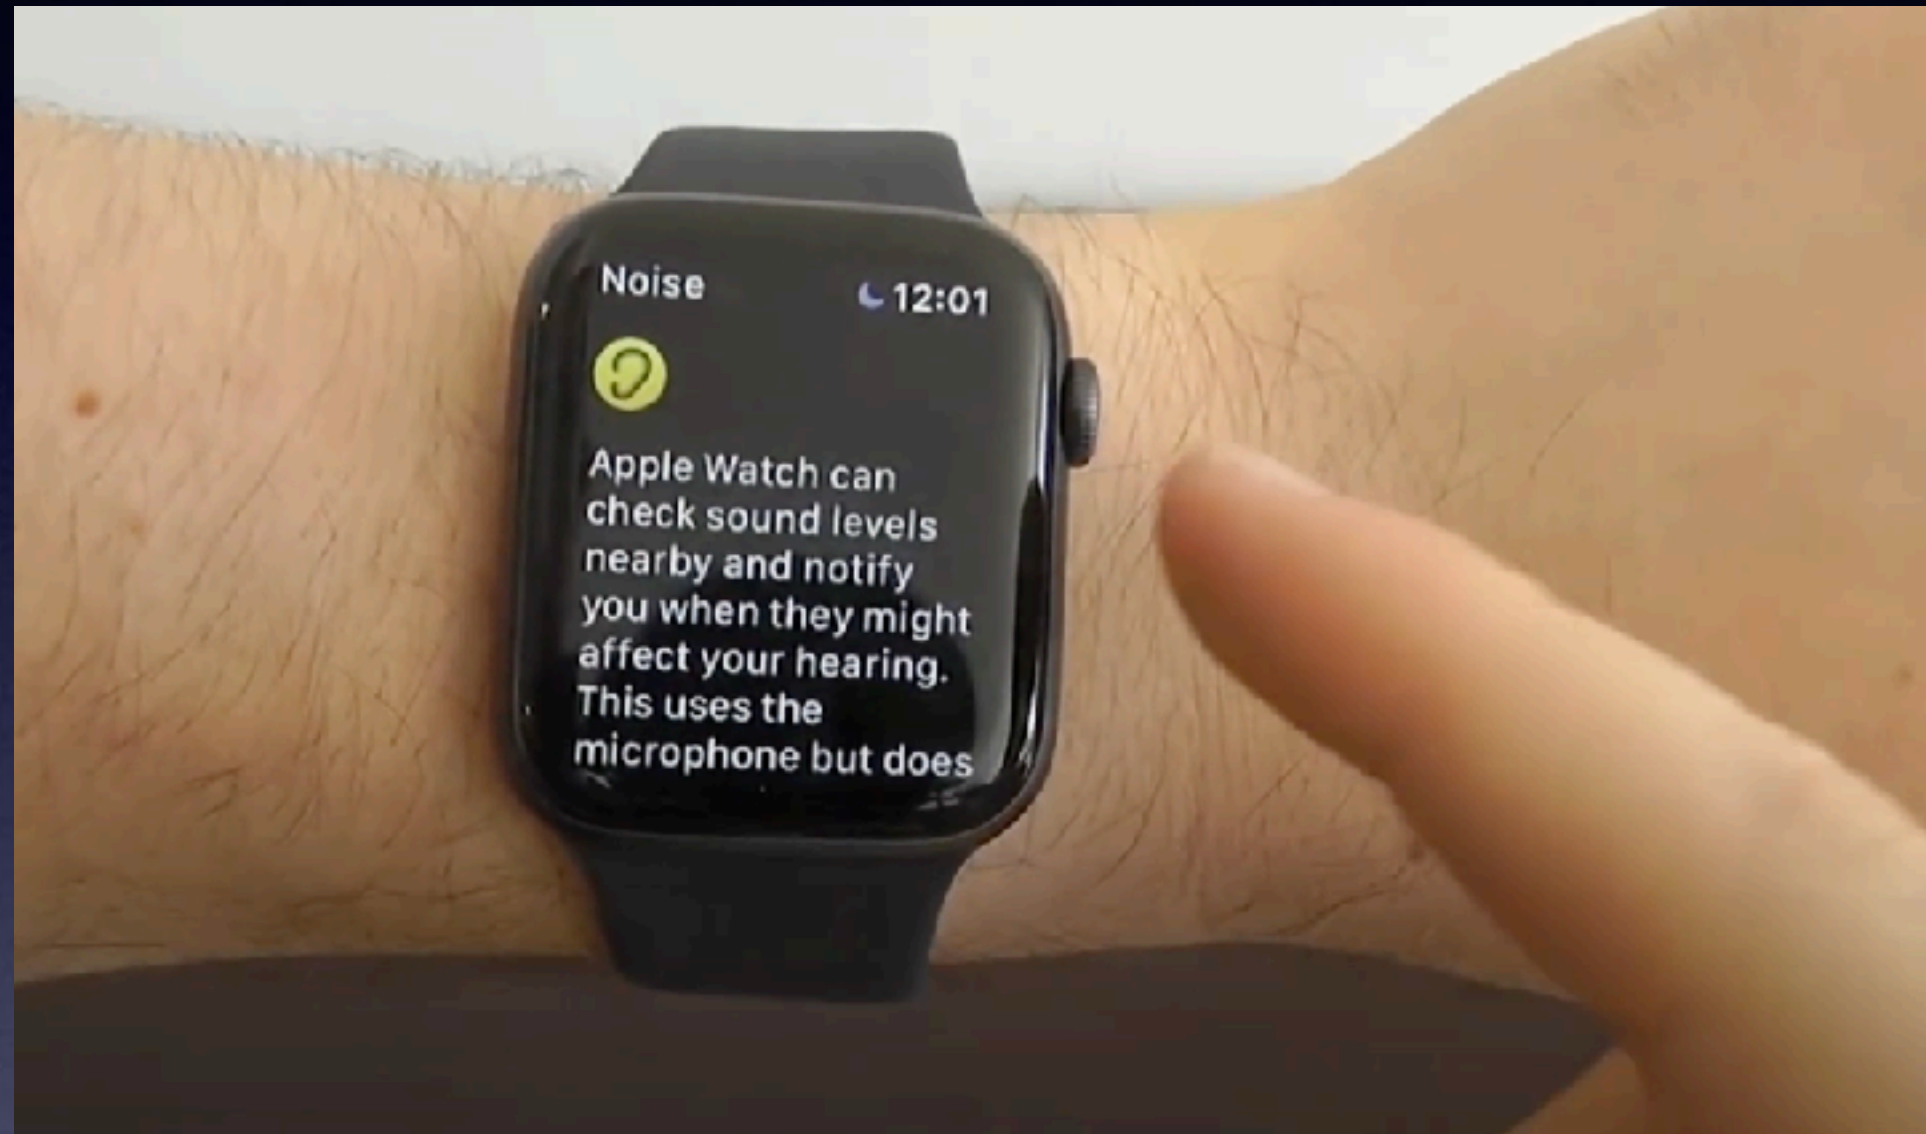 Noise
12:01
Apple Watch can
check sound levels
nearby and notify
you when they might
affect your hearing.
This uses the
microphone but does